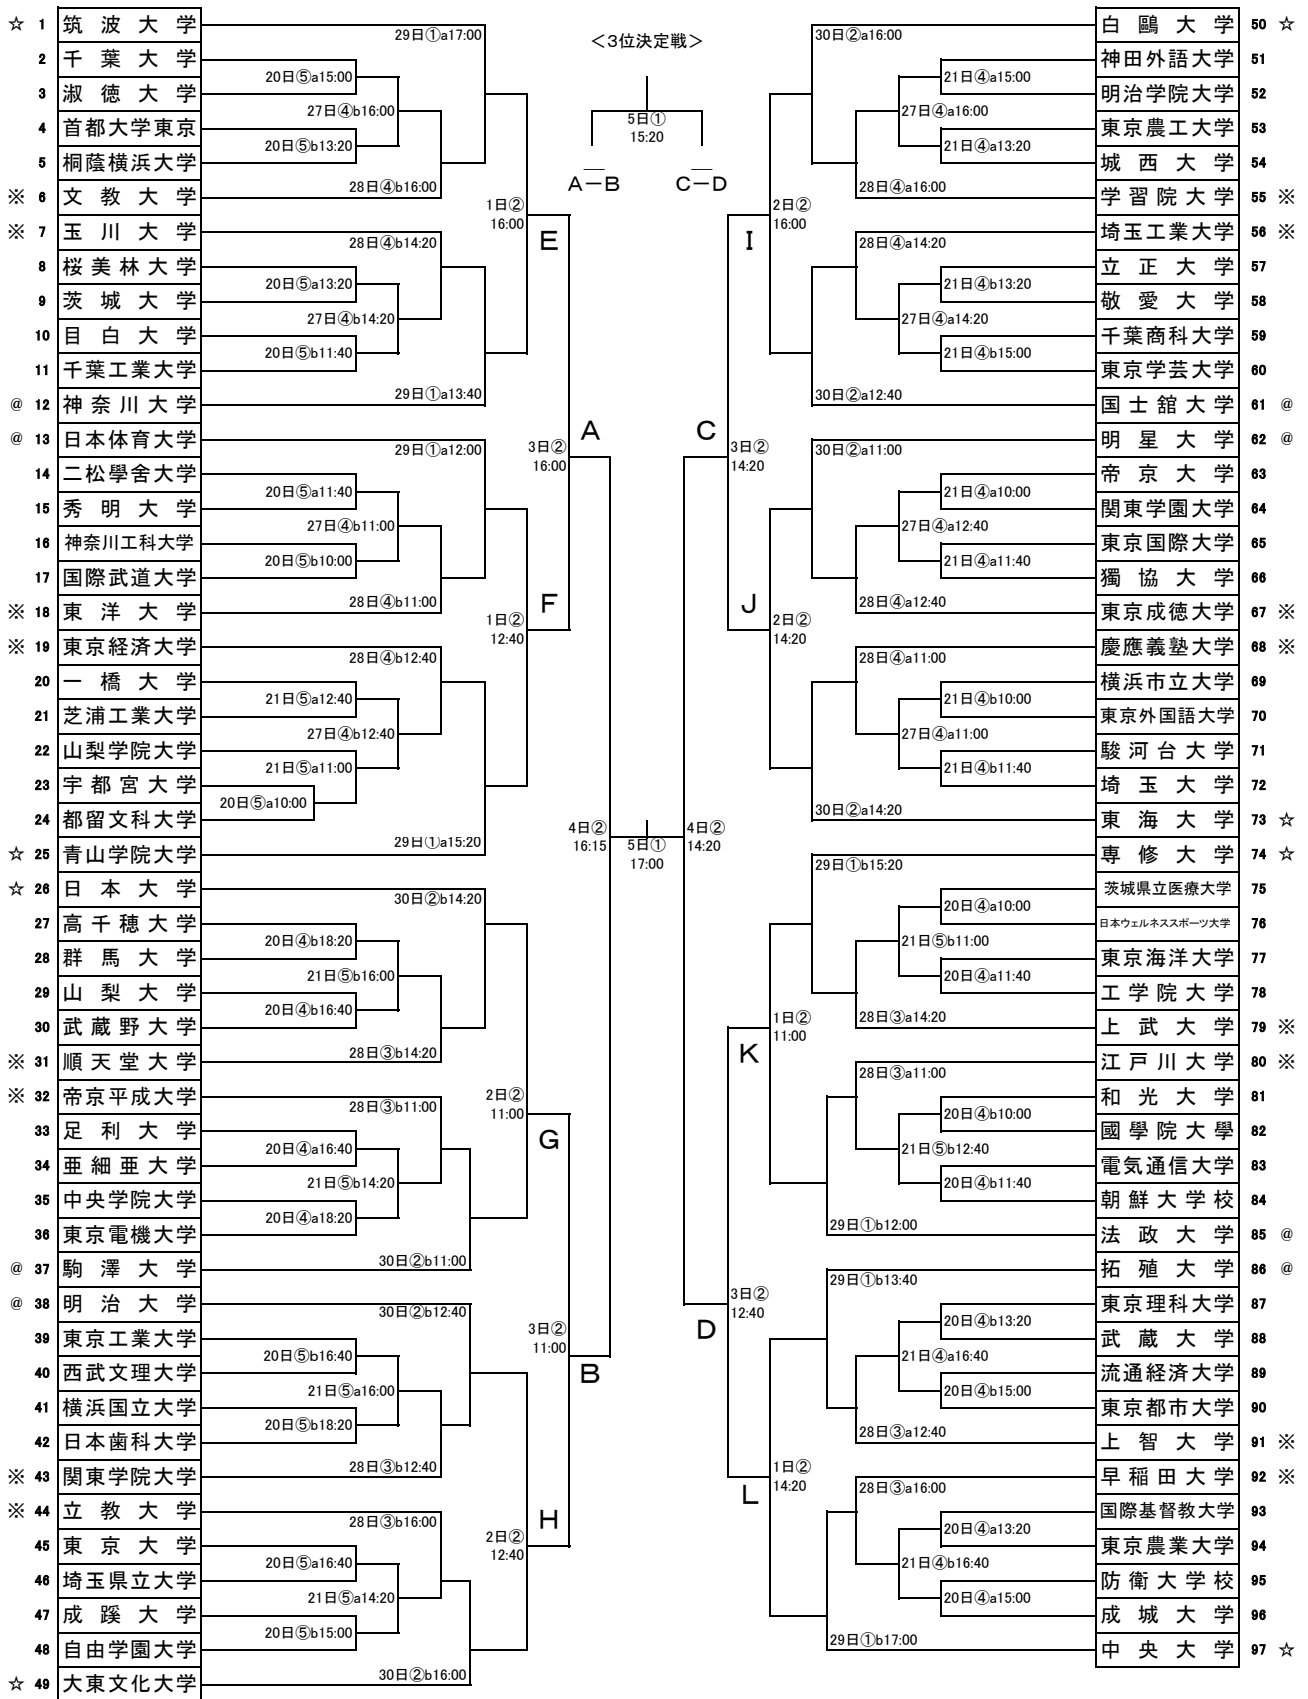 ☆ 1 筑波大学
2 千葉大学
3 淑徳大学
4 首都大学東京
5 桐蔭横浜大学
※ 6 文教大学
※ 7 玉川大学
8 桜美林大学
9 茨城大学
10 目白大学
11 千葉工業大学
@ 12 神奈川大学
@ 13 日本体育大学
14 二松學舍大学
15 秀明大学
16 神奈川工科大学
17 国際武道大学
※ 18 東洋大学
※ 19 東京経済大学
20 一橋大学
21 芝浦工業大学
22 山梨学院大学
23 宇都宮大学
24 都留文科大学
☆ 25 青山学院大学
☆ 26 日本大学
27 高千穂大学
28 群馬大学
29 山梨大学
30 武蔵野大学
※ 31 順天堂大学
※ 32 帝京平成大学
33 足利大学
34 亜細亜大学
35 中央学院大学
36 東京電機大学
@ 37 駒澤大学
@ 38 明治大学
39 東京工業大学
40 西武文理大学
41 横浜国立大学
42 日本歯科大学
※ 43 関東学院大学
※ 44 立教大学
45 東京大学
46 埼玉県立大学
47 成蹊大学
48 自由学園大学
☆ 49 大東文化大学
29日①a17:00
20日⑤a15:00
27日④b16:00
20日⑤b13:20
28日④b16:00
28日④b14:20
20日⑤a13:20
27日④b14:20
20日⑤b11:40
29日①a13:40
29日①a12:00
20日⑤a11:40
27日④b11:00
20日⑤b10:00
28日④b11:00
28日④b12:40
21日⑤a12:40
27日④b12:40
21日⑤a11:00
20日⑤a10:00
29日①a15:20
30日②b14:20
20日④b18:20
21日⑤b16:00
20日④b16:40
28日③b14:20
28日③b11:00
20日④a16:40
21日⑤b14:20
20日④a18:20
30日②b11:00
30日②b12:40
20日⑤b16:40
21日⑤a16:00
20日⑤b18:20
28日③b12:40
28日③b16:00
20日⑤a16:40
21日⑤a14:20
20日⑤b15:00
30日②b16:00
1日②
16:00
E
1日②
12:40
F
2日②
11:00
G
2日②
12:40
H
3日②
16:00
A
3日②
11:00
B
4日②
16:15
<3位決定戦>
5日①
15:20
A－B
C－D
5日①
17:00
4日②
14:20
C
3日②
14:20
D
3日②
12:40
I
2日②
16:00
J
2日②
14:20
K
1日②
11:00
L
1日②
14:20
30日②a16:00
21日④a15:00
27日④a16:00
21日④a13:20
28日④a16:00
28日④a14:20
21日④b13:20
27日④a14:20
21日④b15:00
30日②a12:40
30日②a11:00
21日④a10:00
27日④a12:40
21日④a11:40
28日④a12:40
28日④a11:00
21日④b10:00
27日④a11:00
21日④b11:40
30日②a14:20
29日①b15:20
20日④a10:00
21日⑤b11:00
20日④a11:40
28日③a14:20
28日③a11:00
20日④b10:00
21日⑤b12:40
20日④b11:40
29日①b12:00
29日①b13:40
20日④b13:20
21日④a16:40
20日④b15:00
28日③a12:40
28日③a16:00
20日④a13:20
21日④b16:40
20日④a15:00
29日①b17:00
白鷗大学 50 ☆
神田外語大学 51
明治学院大学 52
東京農工大学 53
城西大学 54
学習院大学 55 ※
埼玉工業大学 56 ※
立正大学 57
敬愛大学 58
千葉商科大学 59
東京学芸大学 60
国士舘大学 61 @
明星大学 62 @
帝京大学 63
関東学園大学 64
東京国際大学 65
獨協大学 66
東京成徳大学 67 ※
慶應義塾大学 68 ※
横浜市立大学 69
東京外国語大学 70
駿河台大学 71
埼玉大学 72
東海大学 73 ☆
専修大学 74 ☆
茨城県立医療大学 75
日本ウェルネススポーツ大学 76
東京海洋大学 77
工学院大学 78
上武大学 79 ※
江戸川大学 80 ※
和光大学 81
國學院大學 82
電気通信大学 83
朝鮮大学校 84
法政大学 85 @
拓殖大学 86 @
東京理科大学 87
武蔵大学 88
流通経済大学 89
東京都市大学 90
上智大学 91 ※
早稲田大学 92 ※
国際基督教大学 93
東京農業大学 94
防衛大学校 95
成城大学 96
中央大学 97 ☆